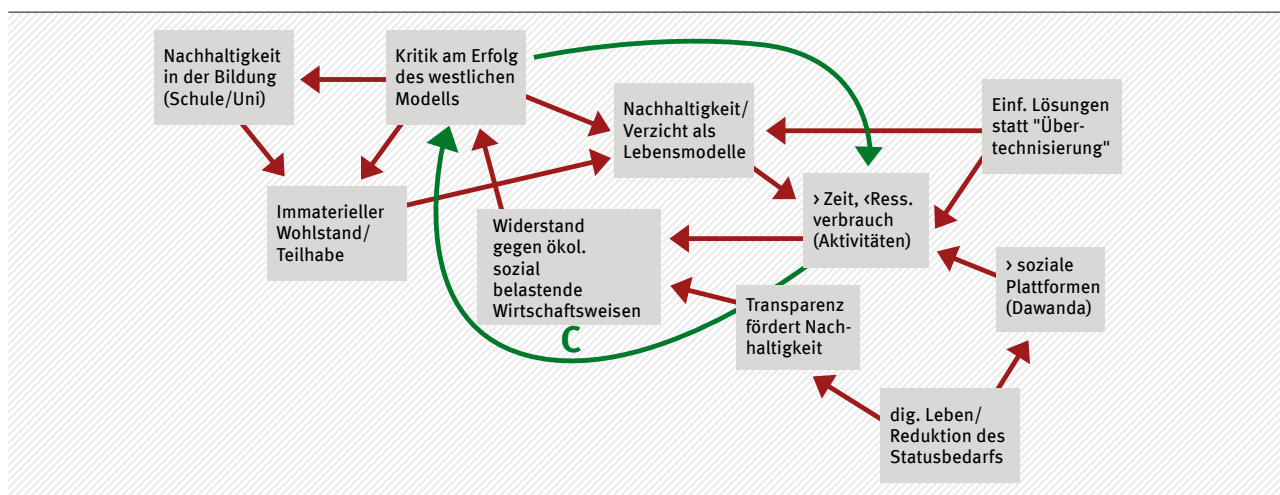 Nachhaltigkeit
in der Bildung
(Schule/Uni)
Kritik am Erfolg
des westlichen
Modells
Nachhaltigkeit/
Verzicht als
Lebensmodelle
Einf. Lösungen
statt "Über-
technisierung"
Immaterieller
Wohlstand/
Teilhabe
Widerstand
gegen ökol.
sozial
belastende
Wirtschaftsweisen
> Zeit, <Ress.
verbrauch
(Aktivitäten)
> soziale
Plattformen
(Dawanda)
Transparenz
fördert Nach-
haltigkeit
C
dig. Leben/
Reduktion des
Statusbedarfs